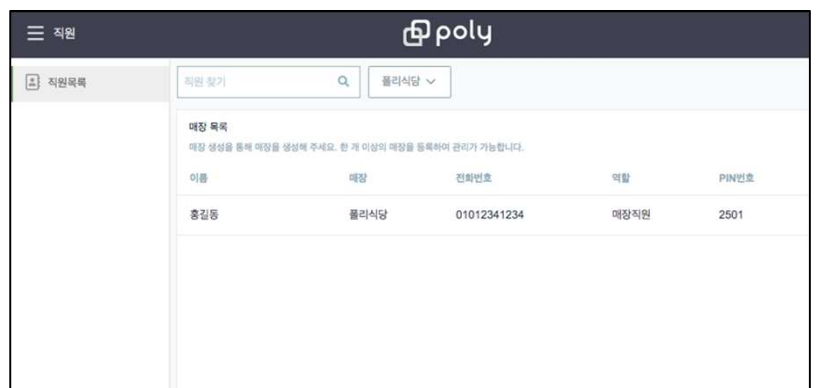 직원
poly
직원목록
직원 찾기
폴리식당
매장 목록
매장 생성을 통해 매장을 생성해 주세요. 한 개 이상의 매장을 등록하여 관리가 가능합니다.
이름 매장 전화번호 역할 PIN번호
홍길동 폴리식당 01012341234 매장직원 2501